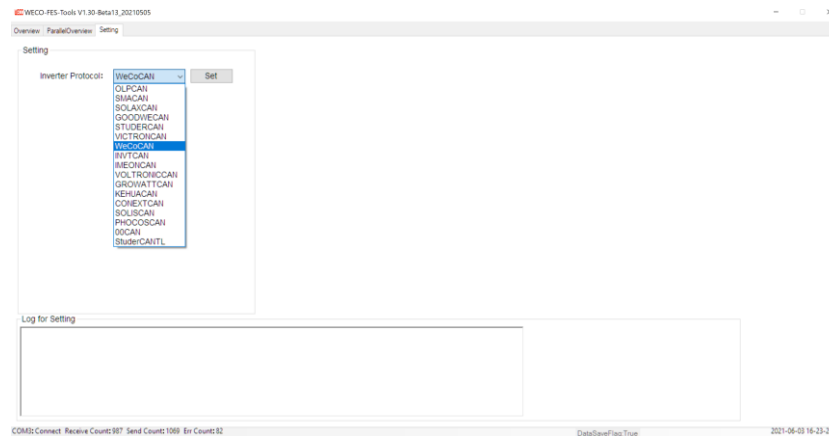 WECO-FES-Tools V1.30-Beta13_20210505
Overview ParallelOverview Setting
Setting
Inverter Protocol: WeCoCAN Set
OLPCAN
SMACAN
SOLAXCAN
GOODWECAN
STUDERCAN
VICTRONCAN
WeCoCAN
INVTCAN
IMEONCAN
VOLTRONICCAN
GROWATTCAN
KEHUACAN
CONEXTCAN
SOLISCAN
PHOCOSCAN
00CAN
StuderCANTL
Log for Setting
COM3: Connect Receive Count: 987 Send Count: 1069 Err Count: 82 DataSaveFlag:True 2021-06-03 16-23-2